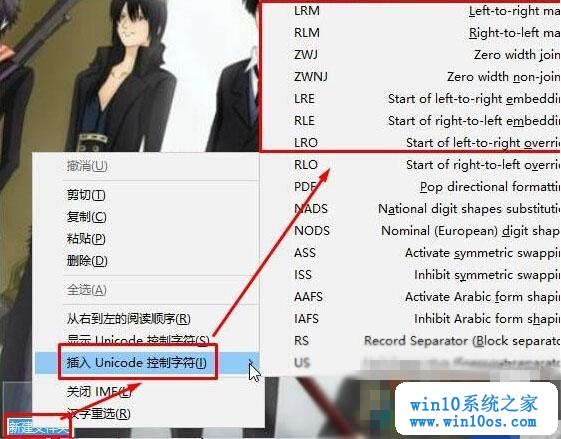 撤消(U)
剪切(T)
复制(C)
粘贴(P)
删除(D)
全选(A)
从右到左的阅读顺序(R)
显示 Unicode 控制字符(S)
插入 Unicode 控制字符(I)
关闭 IME(L)
汉字重选(R)
新建文件夹
LRM Left-to-right ma
RLM Right-to-left ma
ZWJ Zero width join
ZWNJ Zero width non-join
LRE Start of left-to-right embeddin
RLE Start of right-to-left embeddin
LRO Start of left-to-right overri
RLO Start of right-to-left overri
PDF Pop directional formattin
NADS National digit shapes substitutio
NODS Nominal (European) digit shap
ASS Activate symmetric swappin
ISS Inhibit symmetric swappin
AAFS Activate Arabic form shapin
IAFS Inhibit Arabic form shapin
RS Record Separator (Block separato
US
win10系统之家
www.win10os.com